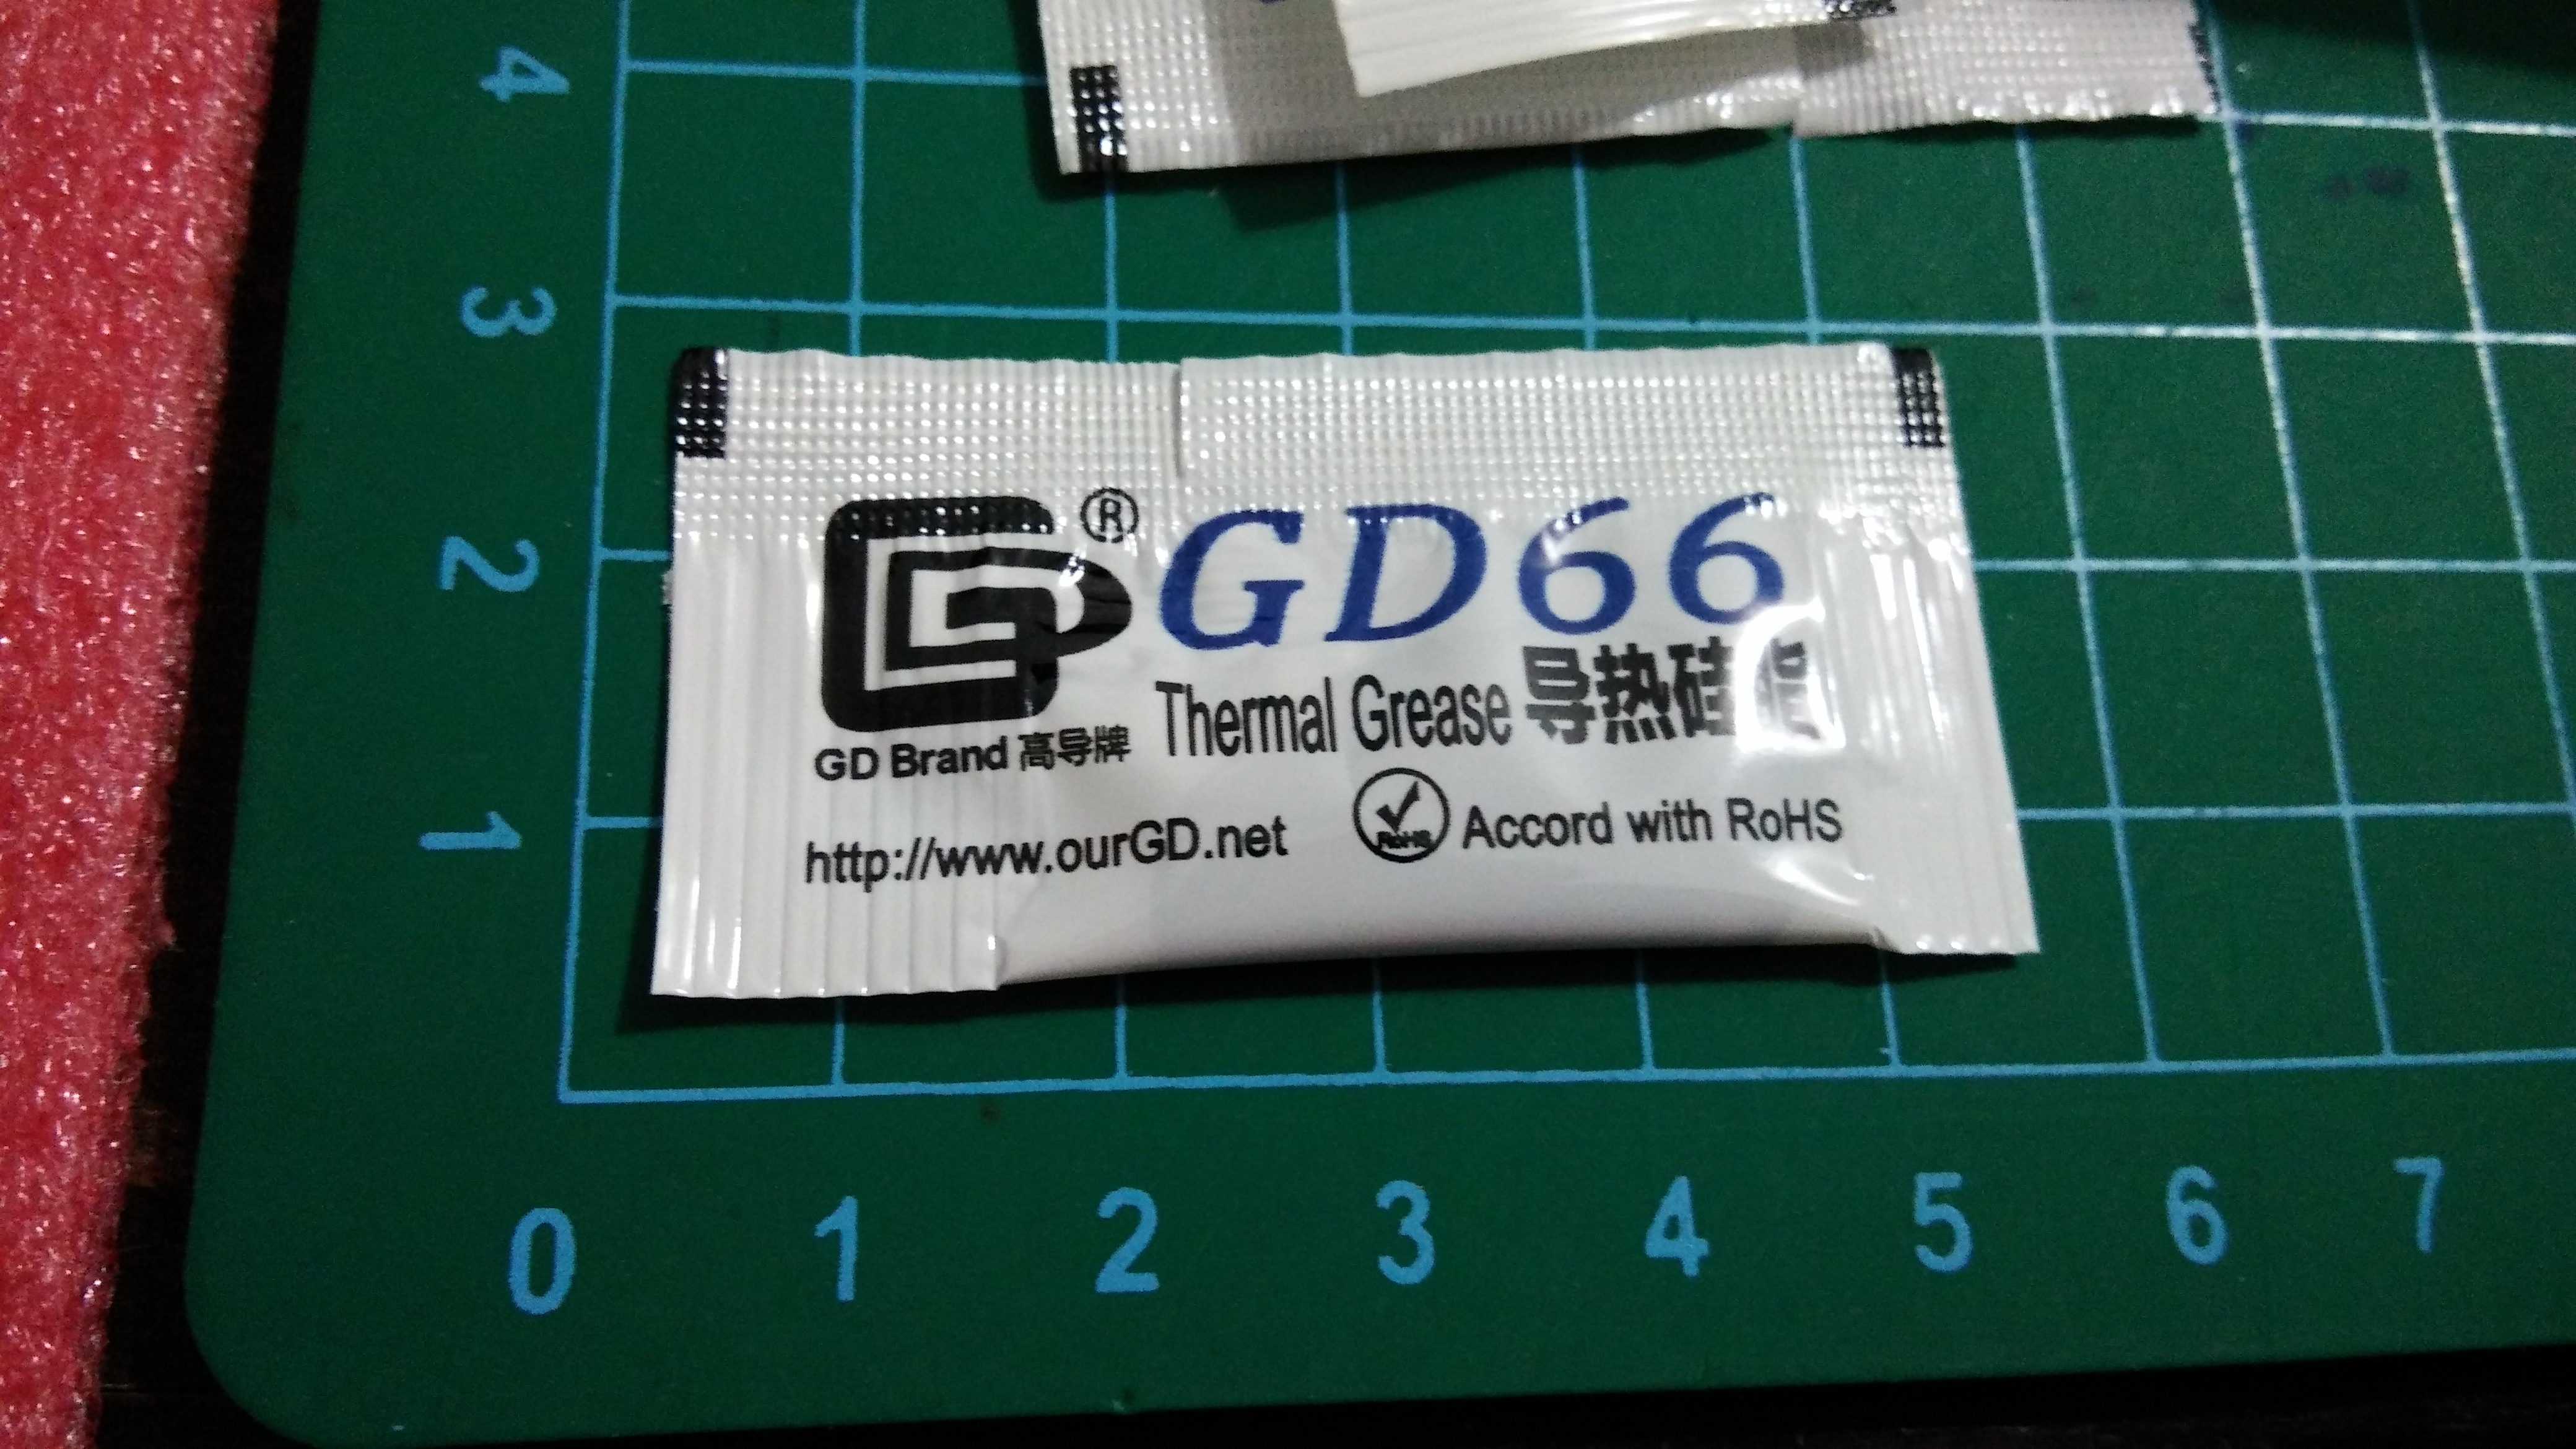 4
3
2
1
® GD66
Thermal Grease 导热硅脂
GD Brand 高导牌
http://www.ourGD.net RoHS Accord with RoHS
0 1 2 3 4 5 6 7